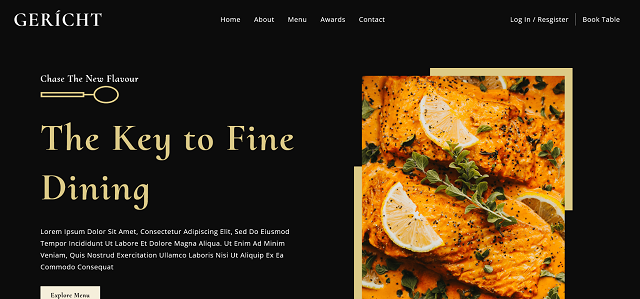 GERÍCHT
Home About Menu Awards Contact
Log In / Resgister Book Table
Chase The New Flavour
The Key to Fine
Dining
Lorem Ipsum Dolor Sit Amet, Consectetur Adipiscing Elit, Sed Do Eiusmod
Tempor Incididunt Ut Labore Et Dolore Magna Aliqua. Ut Enim Ad Minim
Veniam, Quis Nostrud Exercitation Ullamco Laboris Nisi Ut Aliquip Ex Ea
Commodo Consequat
Explore Menu